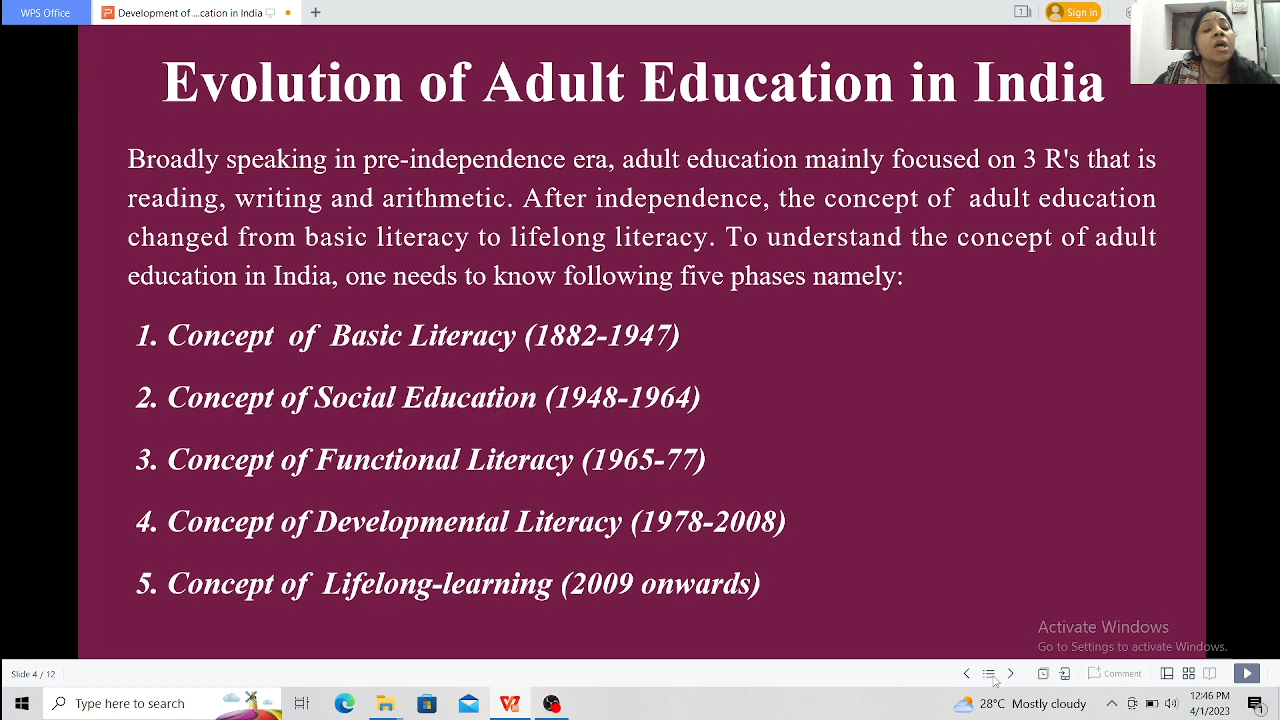 WPS Office
Development of ...cation in India
1
Sign in
Evolution of Adult Education in India
Broadly speaking in pre-independence era, adult education mainly focused on 3 R's that is
reading, writing and arithmetic. After independence, the concept of adult education
changed from basic literacy to lifelong literacy. To understand the concept of adult
education in India, one needs to know following five phases namely:
1. Concept of Basic Literacy (1882-1947)
2. Concept of Social Education (1948-1964)
3. Concept of Functional Literacy (1965-77)
4. Concept of Developmental Literacy (1978-2008)
5. Concept of Lifelong-learning (2009 onwards)
Activate Windows
Go to Settings to activate Windows.
Slide 4 / 12
Comment
Type here to search
28°C Mostly cloudy
12:46 PM
4/1/2023
1